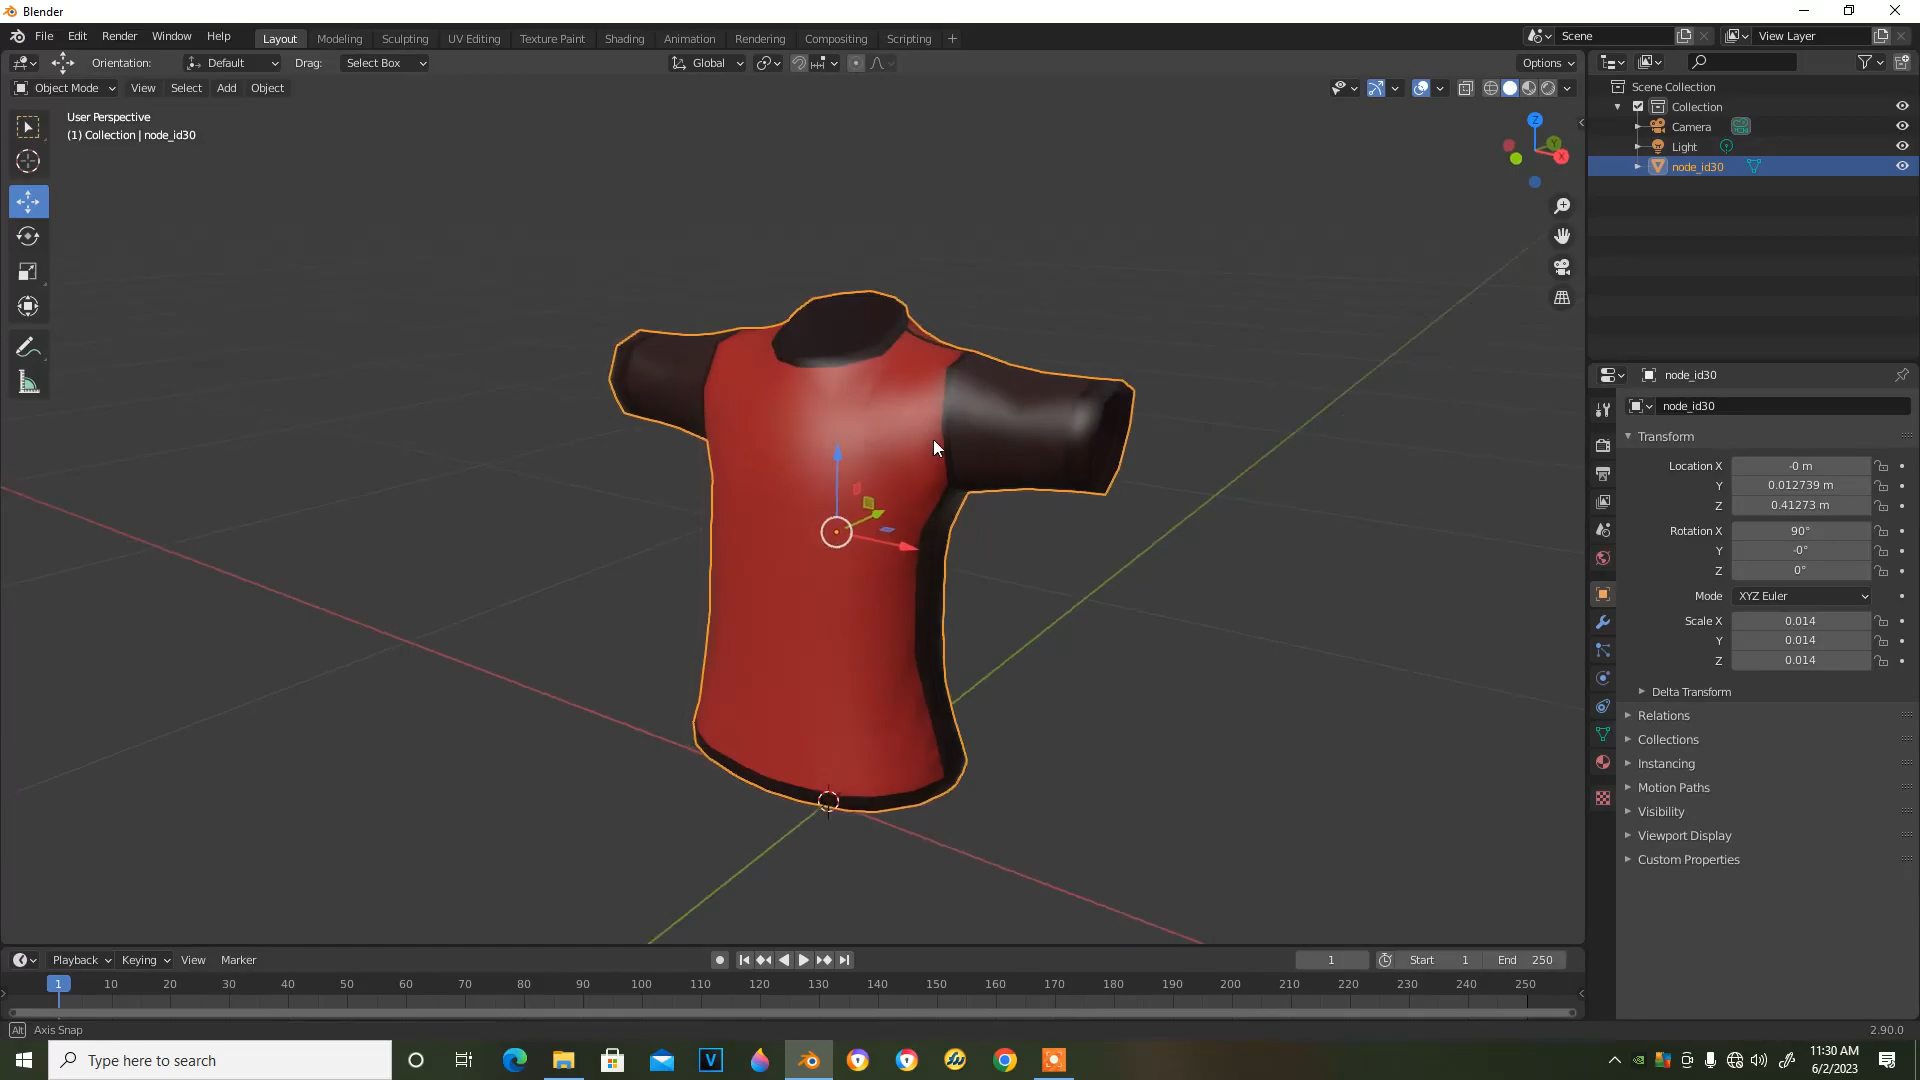 Blender
File Edit Render Window Help
Layout Modeling Sculpting UV Editing Texture Paint Shading Animation Rendering Compositing Scripting +
Scene
View Layer
Orientation: Default Drag: Select Box
Global
Options
Object Mode View Select Add Object
User Perspective
(1) Collection | node_id30
Z
Y
X
Scene Collection
Collection
Camera
Light
node_id30
node_id30
node_id30
Transform
Location X -0 m
Y 0.012739 m
Z 0.41273 m
Rotation X 90°
Y -0°
Z 0°
Mode XYZ Euler
Scale X 0.014
Y 0.014
Z 0.014
Delta Transform
Relations
Collections
Instancing
Motion Paths
Visibility
Viewport Display
Custom Properties
Playback Keying View Marker
1 Start 1 End 250
1 10 20 30 40 50 60 70 80 90 100 110 120 130 140 150 160 170 180 190 200 210 220 230 240 250
Alt Axis Snap
2.90.0
Type here to search
V
11:30 AM
6/2/2023